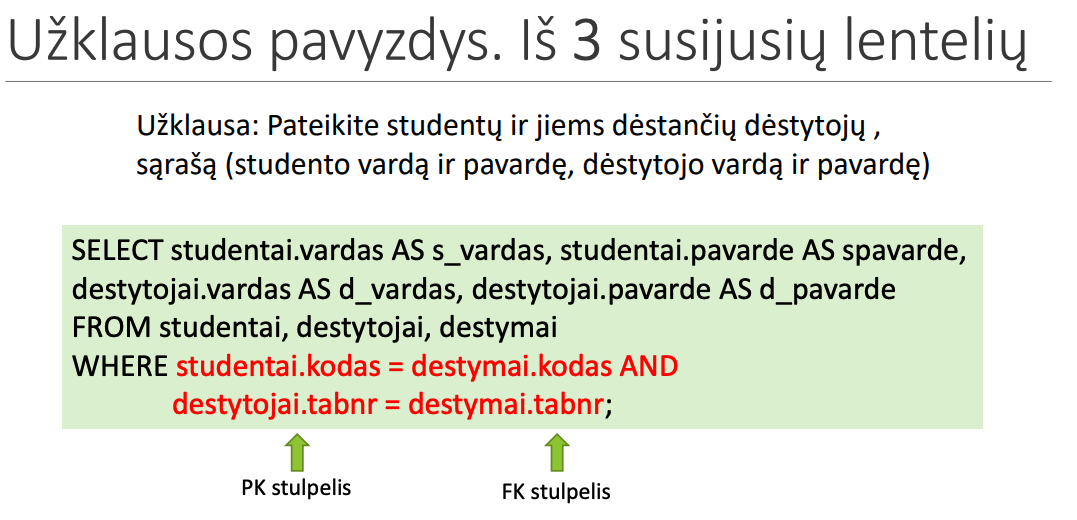 Užklausos pavyzdys. Iš 3 susijusių lentelių
Užklausa: Pateikite studentų ir jiems dėstančių dėstytojų ,
sąrašą (studento vardą ir pavardę, dėstytojo vardą ir pavardę)
SELECT studentai.vardas AS s_vardas, studentai.pavarde AS spavarde,
destytojai.vardas AS d_vardas, destytojai.pavarde AS d_pavarde
FROM studentai, destytojai, destymai
WHERE studentai.kodas = destymai.kodas AND
destytojai.tabnr = destymai.tabnr;
PK stulpelis
FK stulpelis